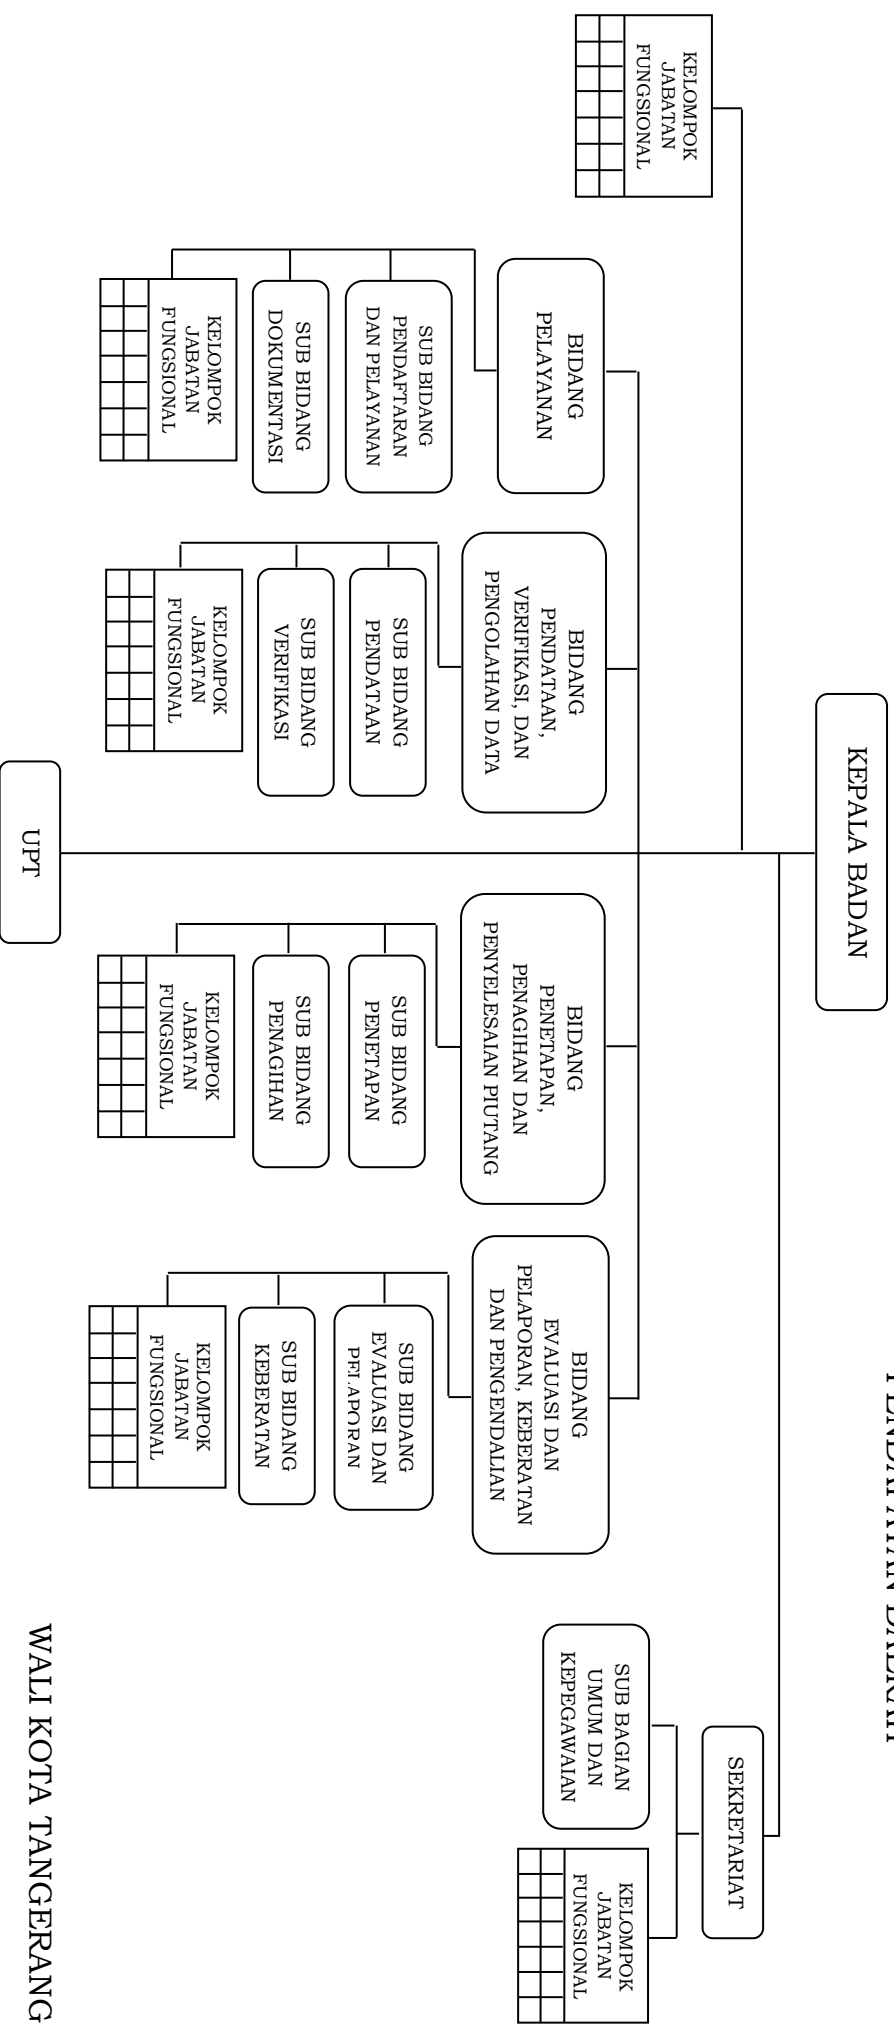 PENDAPATAN DAERAH
KEPALA BADAN
KELOMPOK
JABATAN
FUNGSIONAL
SEKRETARIAT
SUB BAGIAN
UMUM DAN
KEPEGAWAIAN
KELOMPOK
JABATAN
FUNGSIONAL
BIDANG
PELAYANAN
SUB BIDANG
PENDAFTARAN
DAN PELAYANAN
SUB BIDANG
DOKUMENTASI
KELOMPOK
JABATAN
FUNGSIONAL
BIDANG
PENDATAAN,
VERIFIKASI, DAN
PENGOLAHAN DATA
SUB BIDANG
PENDATAAN
SUB BIDANG
VERIFIKASI
KELOMPOK
JABATAN
FUNGSIONAL
BIDANG
PENETAPAN,
PENAGIHAN DAN
PENYELESAIAN PIUTANG
SUB BIDANG
PENETAPAN
SUB BIDANG
PENAGIHAN
KELOMPOK
JABATAN
FUNGSIONAL
BIDANG
EVALUASI DAN
PELAPORAN, KEBERATAN
DAN PENGENDALIAN
SUB BIDANG
EVALUASI DAN
PELAPORAN
SUB BIDANG
KEBERATAN
KELOMPOK
JABATAN
FUNGSIONAL
UPT
WALI KOTA TANGERANG